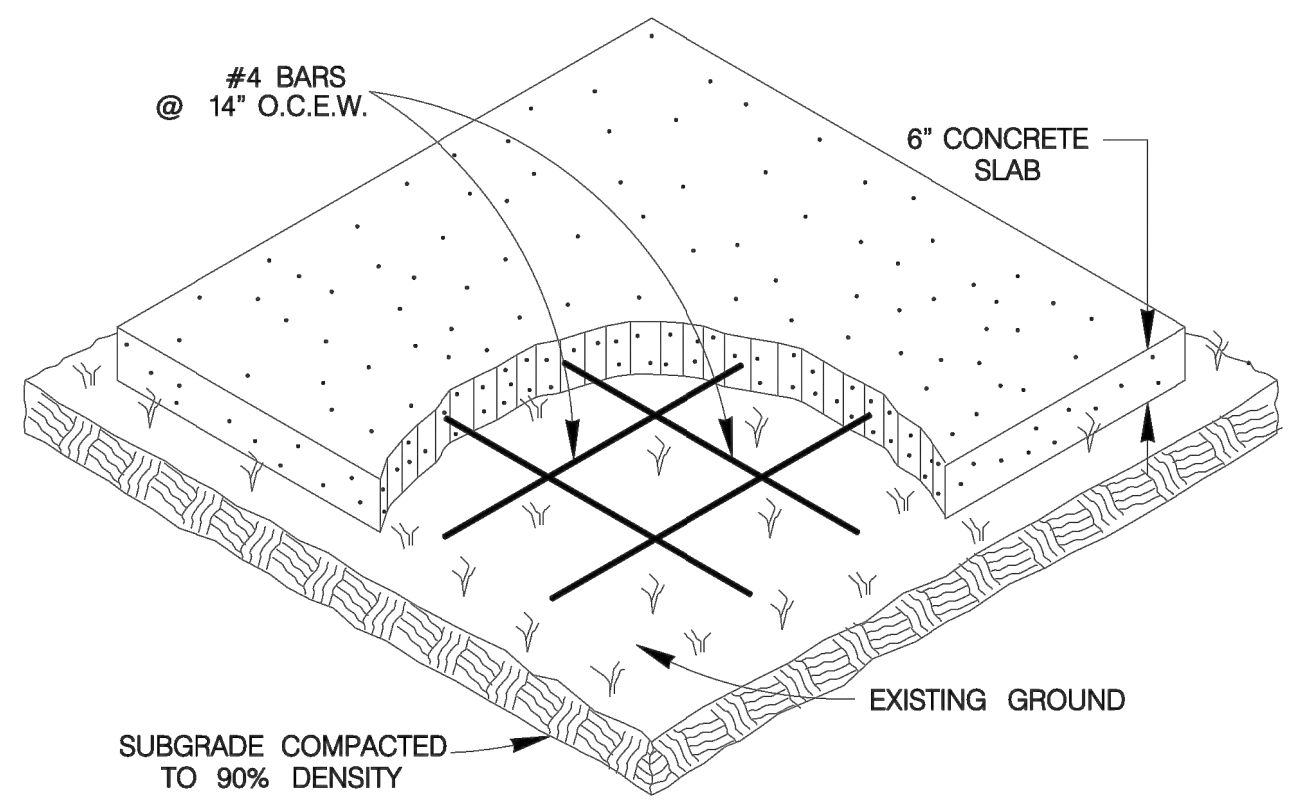 #4 BARS
@ 14” O.C.E.W.
6” CONCRETE
SLAB
EXISTING GROUND
SUBGRADE COMPACTED
TO 90% DENSITY